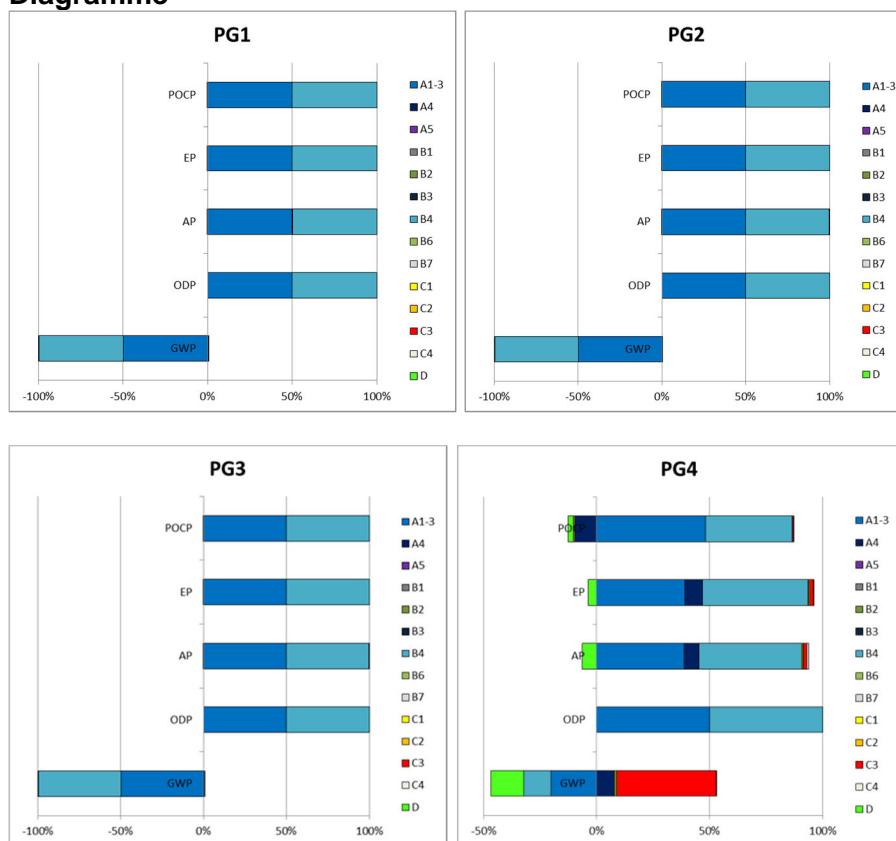 Diagramme
PG1
POCP
EP
AP
ODP
GWP
-100% -50% 0% 50% 100%
A1-3
A4
A5
B1
B2
B3
B4
B6
B7
C1
C2
C3
C4
D
PG2
POCP
EP
AP
ODP
GWP
-100% -50% 0% 50% 100%
A1-3
A4
A5
B1
B2
B3
B4
B6
B7
C1
C2
C3
C4
D
PG3
POCP
EP
AP
ODP
GWP
-100% -50% 0% 50% 100%
A1-3
A4
A5
B1
B2
B3
B4
B6
B7
C1
C2
C3
C4
D
PG4
POCP
EP
AP
ODP
GWP
-50% 0% 50% 100%
A1-3
A4
A5
B1
B2
B3
B4
B6
B7
C1
C2
C3
C4
D